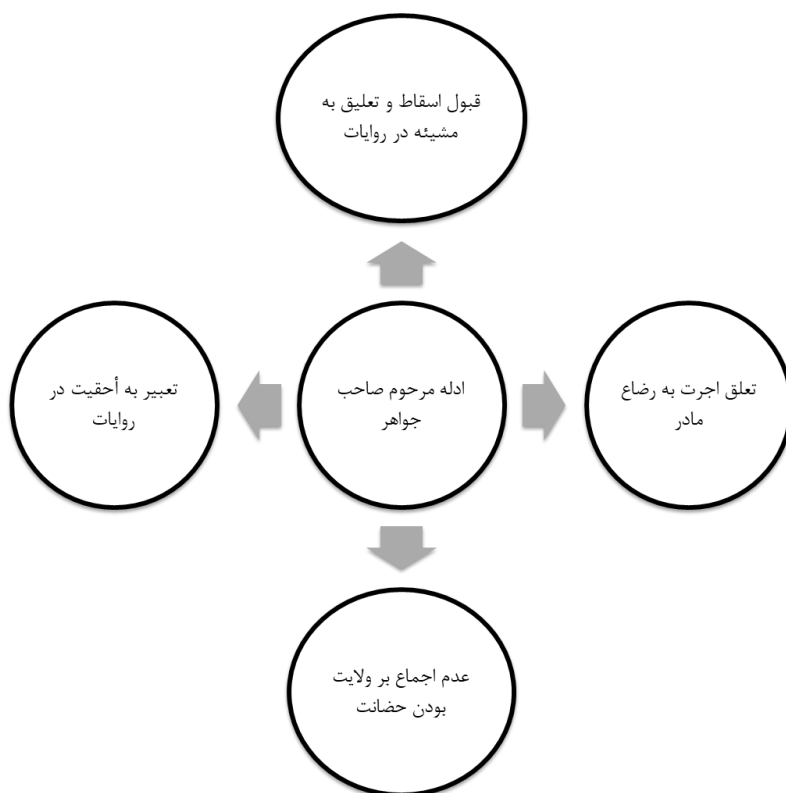 قبول اسقاط و تعلیق به
مشیئه در روایات
تعلق اجرت به رضاع
مادر
ادله مرحوم صاحب
جواهر
تعبیر به أحقیت در
روایات
عدم اجماع بر ولایت
بودن حضانت